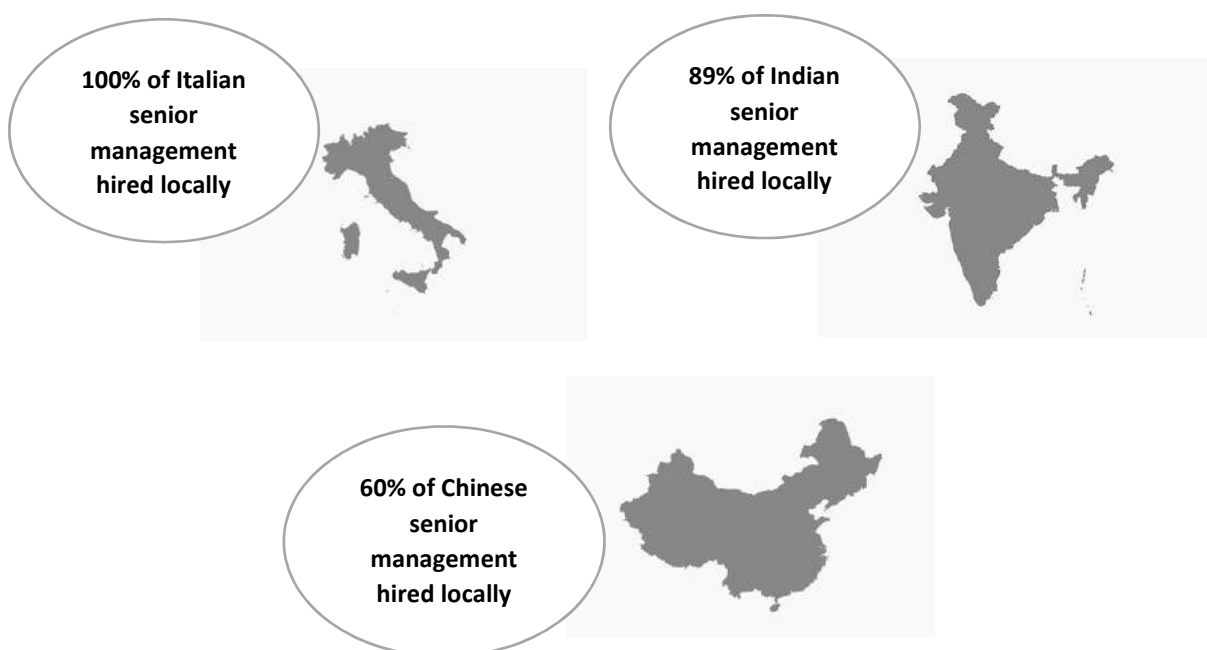 100% of Italian
senior
management
hired locally
89% of Indian
senior
management
hired locally
60% of Chinese
senior
management
hired locally